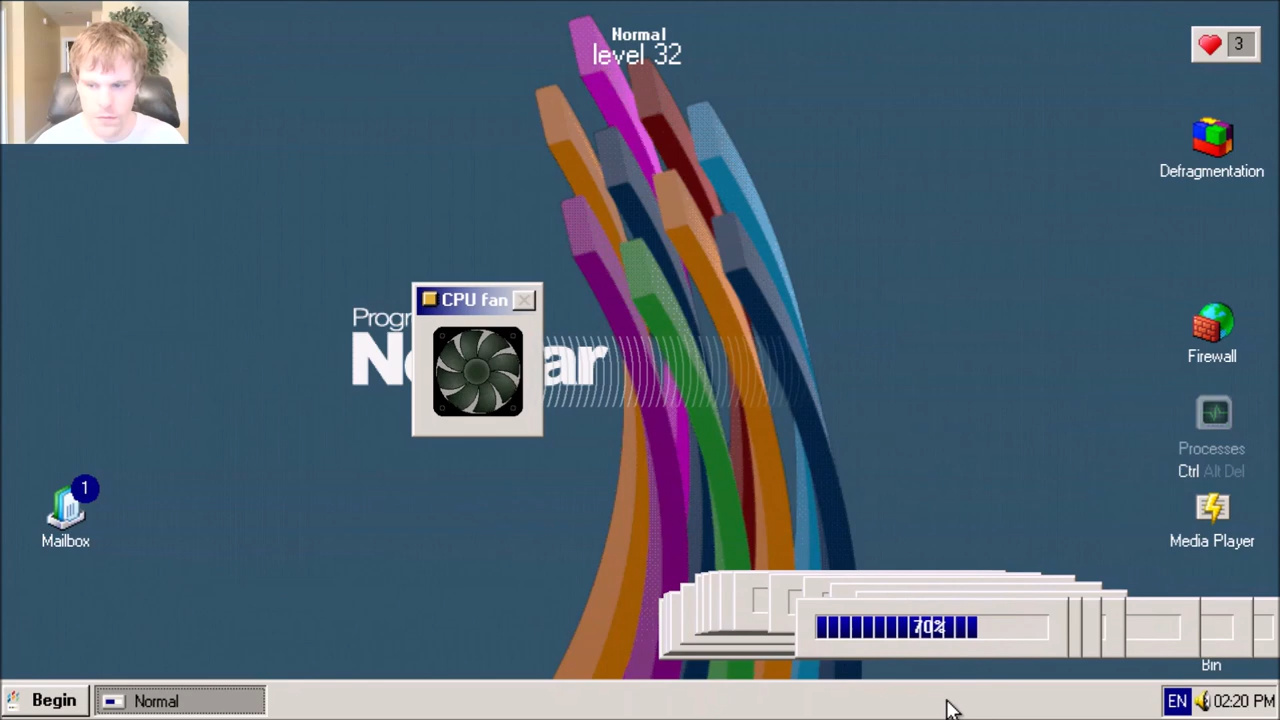 Normal
level 32
3
Defragmentation
CPU fan
Progr
N
ar
Firewall
Processes
Ctrl Alt Del
1
Mailbox
Media Player
70%
Bin
Begin
Normal
EN
02:20 PM